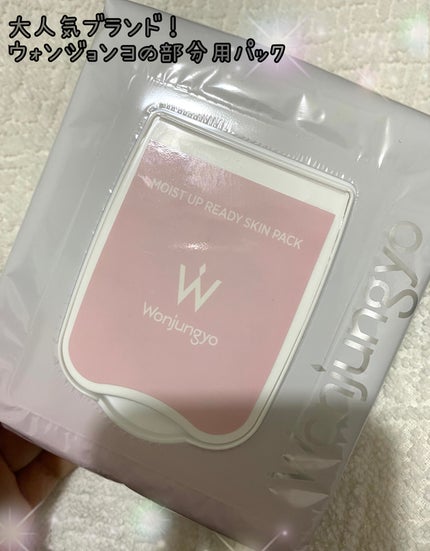 大人気ブランド！
ウォンジョンヨの部分用パック
MOIST UP READY SKIN PACK
W
Wonjungyo
Wonjungyo